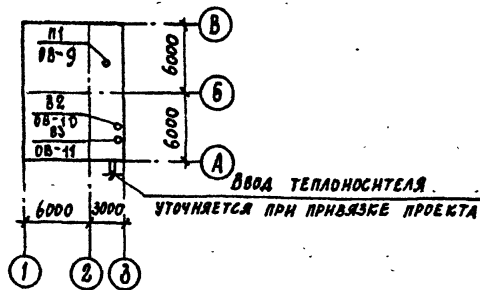 П1
ОВ-9
В2
ОВ-10
В3
ОВ-11
В
6000
Б
6000
А
ВВОД ТЕПЛОНОСИТЕЛЯ
УТОЧНЯЕТСЯ ПРИ ПРИВЯЗКЕ ПРОЕКТА
6000 3000
1 2 3